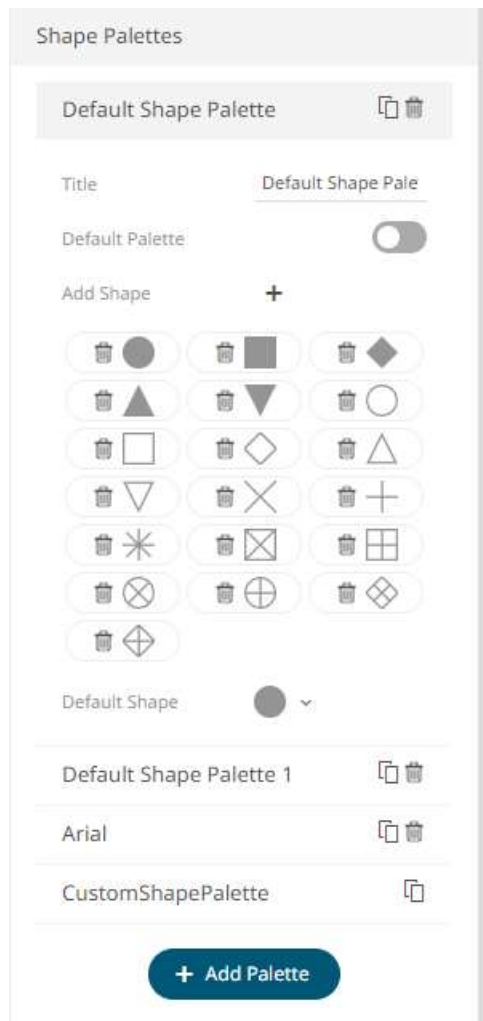 Shape Palettes
Default Shape Palette
Title Default Shape Pale
Default Palette
Add Shape +
Default Shape
Default Shape Palette 1
Arial
CustomShapePalette
+ Add Palette